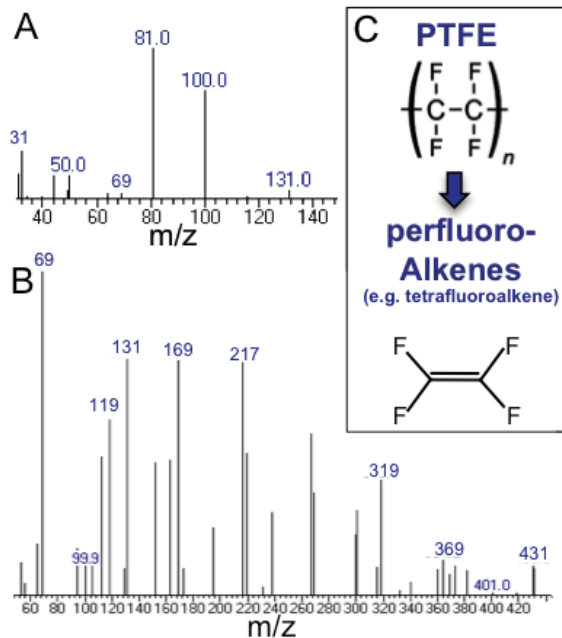 A
81.0
100.0
31
50.0
69
131.0
40 60 80 100 120 140
m/z
B
69
131
169
217
119
319
99.9
369
431
401.0
60 80 100 120 140 160 180 200 220 240 260 280 300 320 340 360 380 400 420
m/z
C
PTFE
F F
C C
F F
n
perfluoro-
Alkenes
(e.g. tetrafluoroalkene)
F F
F F